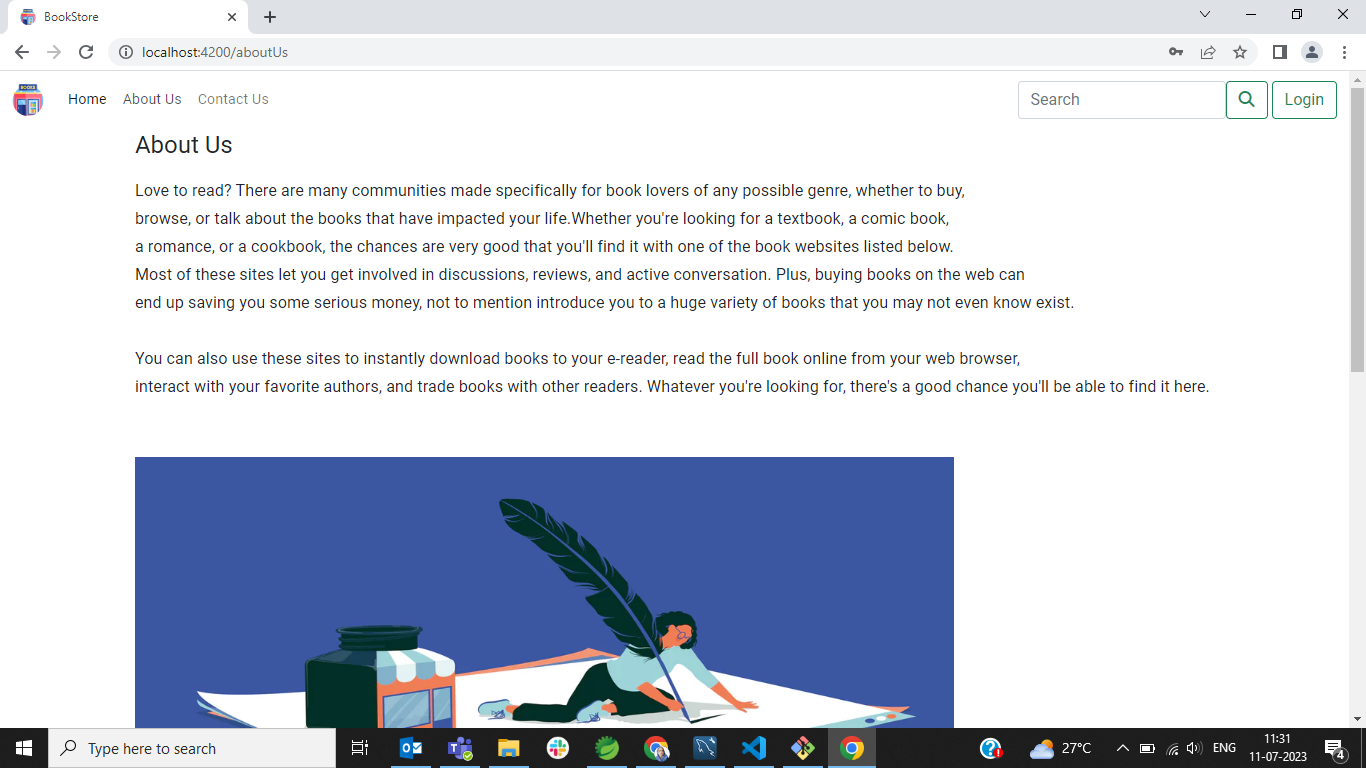 BookStore
localhost:4200/aboutUs
BOOKS
Home About Us Contact Us Search Login
About Us
Love to read? There are many communities made specifically for book lovers of any possible genre, whether to buy,
browse, or talk about the books that have impacted your life.Whether you're looking for a textbook, a comic book,
a romance, or a cookbook, the chances are very good that you'll find it with one of the book websites listed below.
Most of these sites let you get involved in discussions, reviews, and active conversation. Plus, buying books on the web can
end up saving you some serious money, not to mention introduce you to a huge variety of books that you may not even know exist.
You can also use these sites to instantly download books to your e-reader, read the full book online from your web browser,
interact with your favorite authors, and trade books with other readers. Whatever you're looking for, there's a good chance you'll be able to find it here.
Type here to search
27°C
ENG
11:31
11-07-2023
4